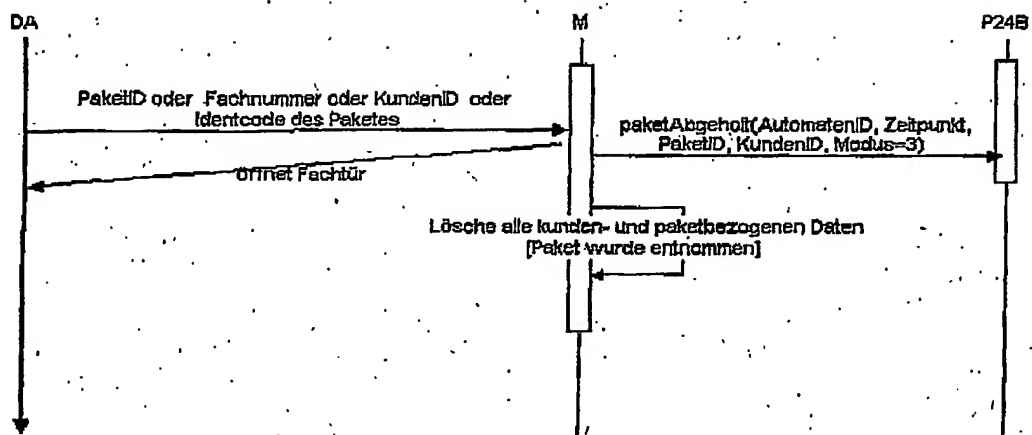 DA
M
P24B
PaketID oder Fachnummer oder KundenID oder
Identcode des Paketes
paketAbgeholt(AutomatenID, Zeitpunkt,
PaketID, KundenID, Modus=3)
öffnet Fachtür
Lösche alle kunden- und paketbezogenen Daten
[Paket wurde entnommen]